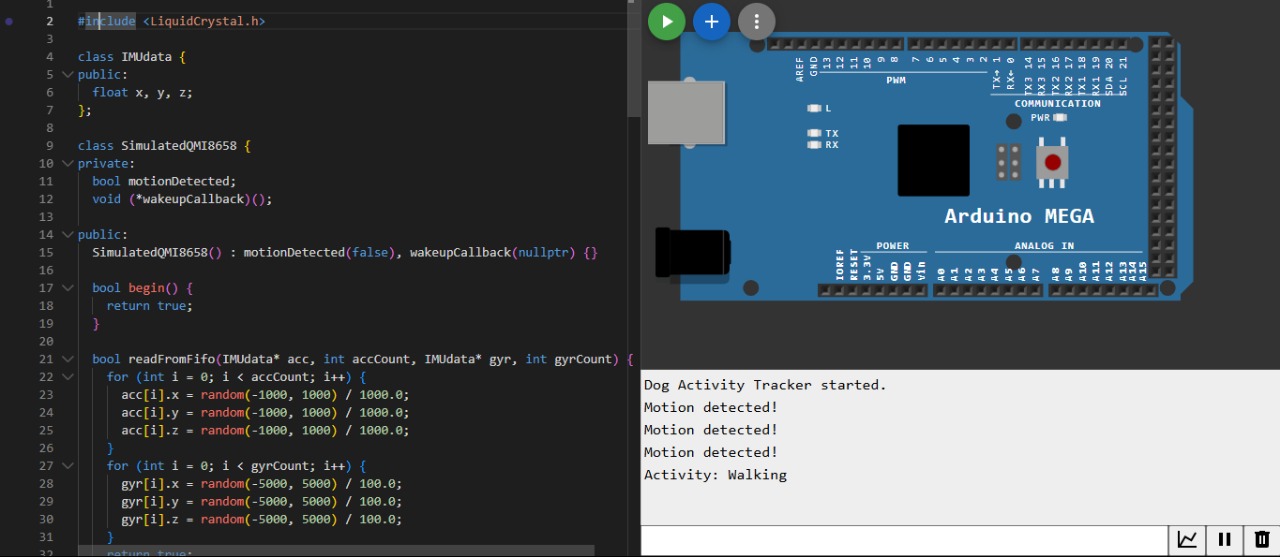 1
2 #include <LiquidCrystal.h>
3
4 class IMUdata {
5 public:
6 float x, y, z;
7 };
8
9 class SimulatedQMI8658 {
10 private:
11 bool motionDetected;
12 void (*wakeupCallback)();
13
14 public:
15 SimulatedQMI8658() : motionDetected(false), wakeupCallback(nullptr) {}
16
17 bool begin() {
18 return true;
19 }
20
21 bool readFromFifo(IMUdata* acc, int accCount, IMUdata* gyr, int gyrCount) {
22 for (int i = 0; i < accCount; i++) {
23 acc[i].x = random(-1000, 1000) / 1000.0;
24 acc[i].y = random(-1000, 1000) / 1000.0;
25 acc[i].z = random(-1000, 1000) / 1000.0;
26 }
27 for (int i = 0; i < gyrCount; i++) {
28 gyr[i].x = random(-5000, 5000) / 100.0;
29 gyr[i].y = random(-5000, 5000) / 100.0;
30 gyr[i].z = random(-5000, 5000) / 100.0;
31 }
32 return true;
AREF GND 13 12 11 10 9 8 7 6 5 4 3 2 TX→ 1 RX← 0 TX3 14 RX3 15 TX2 16 RX2 17 TX1 18 RX1 19 SDA 20 SCL 21
PWM
COMMUNICATION
L
PWR
TX
RX
Arduino MEGA
POWER
ANALOG IN
IOREF RESET 3.3V 5V GND GND Vin A0 A1 A2 A3 A4 A5 A6 A7 A8 A9 A10 A11 A12 A13 A14 A15
Dog Activity Tracker started.
Motion detected!
Motion detected!
Motion detected!
Activity: Walking